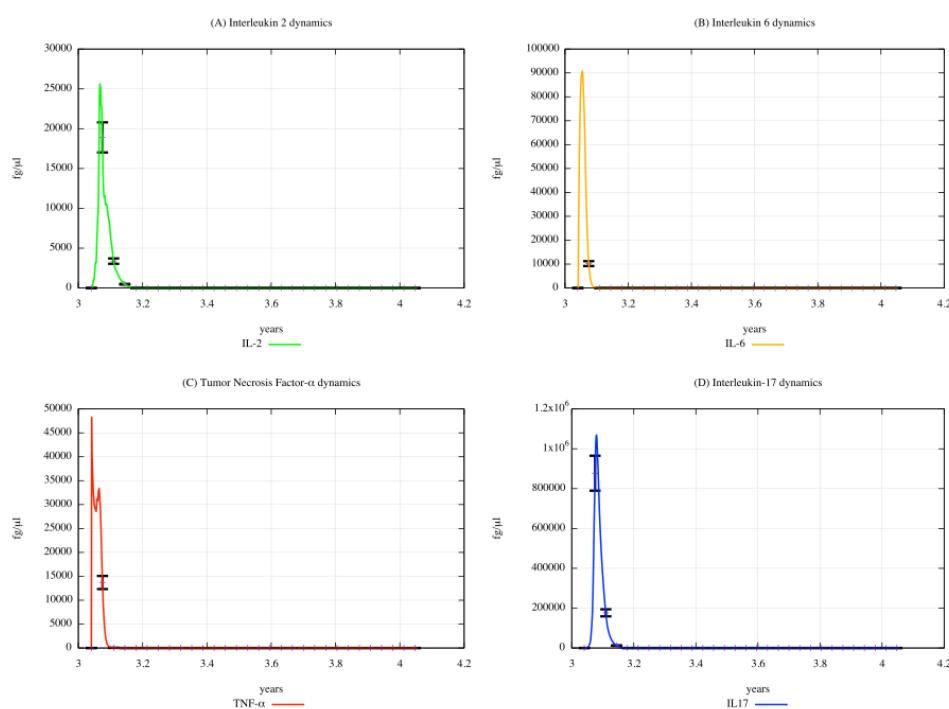 (A) Interleukin 2 dynamics
30000
25000
20000
15000
10000
5000
0
fg/µl
3 3.2 3.4 3.6 3.8 4 4.2
years
IL-2
(B) Interleukin 6 dynamics
100000
90000
80000
70000
60000
50000
40000
30000
20000
10000
0
fg/µl
3 3.2 3.4 3.6 3.8 4 4.2
years
IL-6
(C) Tumor Necrosis Factor-α dynamics
50000
45000
40000
35000
30000
25000
20000
15000
10000
5000
0
fg/µl
3 3.2 3.4 3.6 3.8 4 4.2
years
TNF-α
(D) Interleukin-17 dynamics
1.2x10⁶
1x10⁶
800000
600000
400000
200000
0
fg/µl
3 3.2 3.4 3.6 3.8 4 4.2
years
IL17